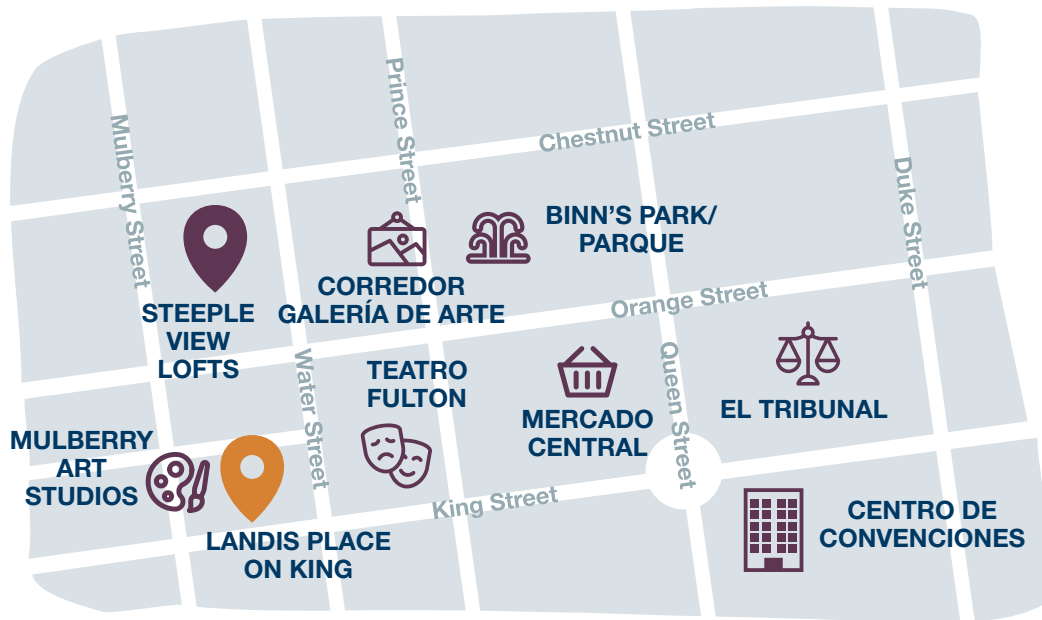 Prince Street
Chestnut Street
Mulberry Street
Duke Street
BINN’S PARK/
PARQUE
CORREDOR
GALERÍA DE ARTE
STEEPLE
VIEW
LOFTS
Orange Street
Water Street
Queen Street
TEATRO
FULTON
MERCADO
CENTRAL
EL TRIBUNAL
MULBERRY
ART
STUDIOS
King Street
LANDIS PLACE
ON KING
CENTRO DE
CONVENCIONES